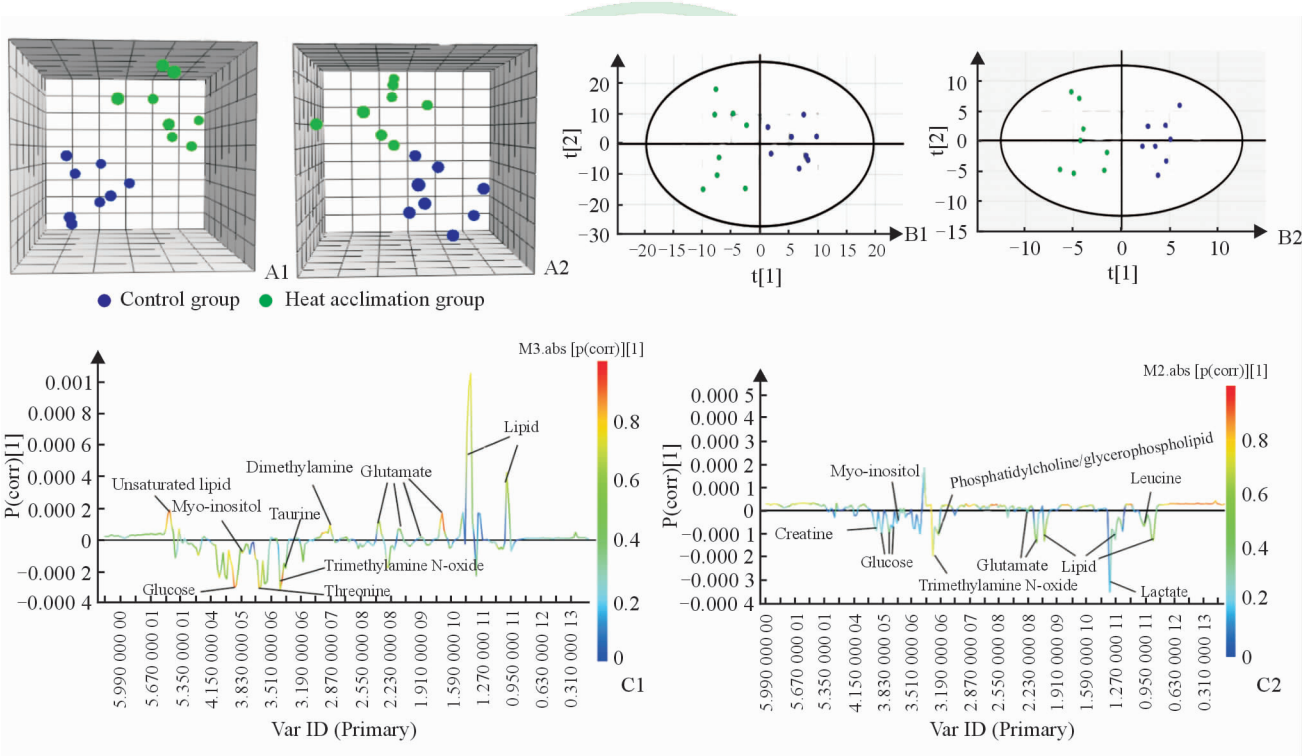 A1
A2
Control group
Heat acclimation group
20
10
0
−10
−20
−30
t[2]
−20 −15 −10 −5 0 5 10 15 20
B1
t[1]
10
5
0
−5
−10
−15
t[2]
−10 −5 0 5 10
B2
t[1]
M3.abs [p(corr)][1]
0.001
0.000 8
0.000 6
0.000 4
0.000 2
0
−0.000 2
−0.000 4
P(corr)[1]
Unsaturated lipid
Myo-inositol
Taurine
Dimethylamine
Glutamate
Lipid
Glucose
Trimethylamine N-oxide
Threonine
0.8
0.6
0.4
0.2
0
5.990 000 00
5.670 000 01
5.350 000 01
4.150 000 04
3.830 000 05
3.510 000 06
3.190 000 06
2.870 000 07
2.550 000 08
2.230 000 08
1.910 000 09
1.590 000 10
1.270 000 11
0.950 000 11
0.630 000 12
0.310 000 13
C1
Var ID (Primary)
M2.abs [p(corr)][1]
0.000 5
0.000 4
0.000 3
0.000 2
0.000 1
0
−0.000 1
−0.000 2
−0.000 3
−0.000 4
P(corr)[1]
Myo-inositol
Phosphatidylcholine/glycerophospholipid
Leucine
Creatine
Glucose
Trimethylamine N-oxide
Glutamate
Lipid
Lactate
0.8
0.6
0.4
0.2
0
5.990 000 00
5.670 000 01
5.350 000 01
4.150 000 04
3.830 000 05
3.510 000 06
3.190 000 06
2.870 000 07
2.550 000 08
2.230 000 08
1.910 000 09
1.590 000 10
1.270 000 11
0.950 000 11
0.630 000 12
0.310 000 13
C2
Var ID (Primary)